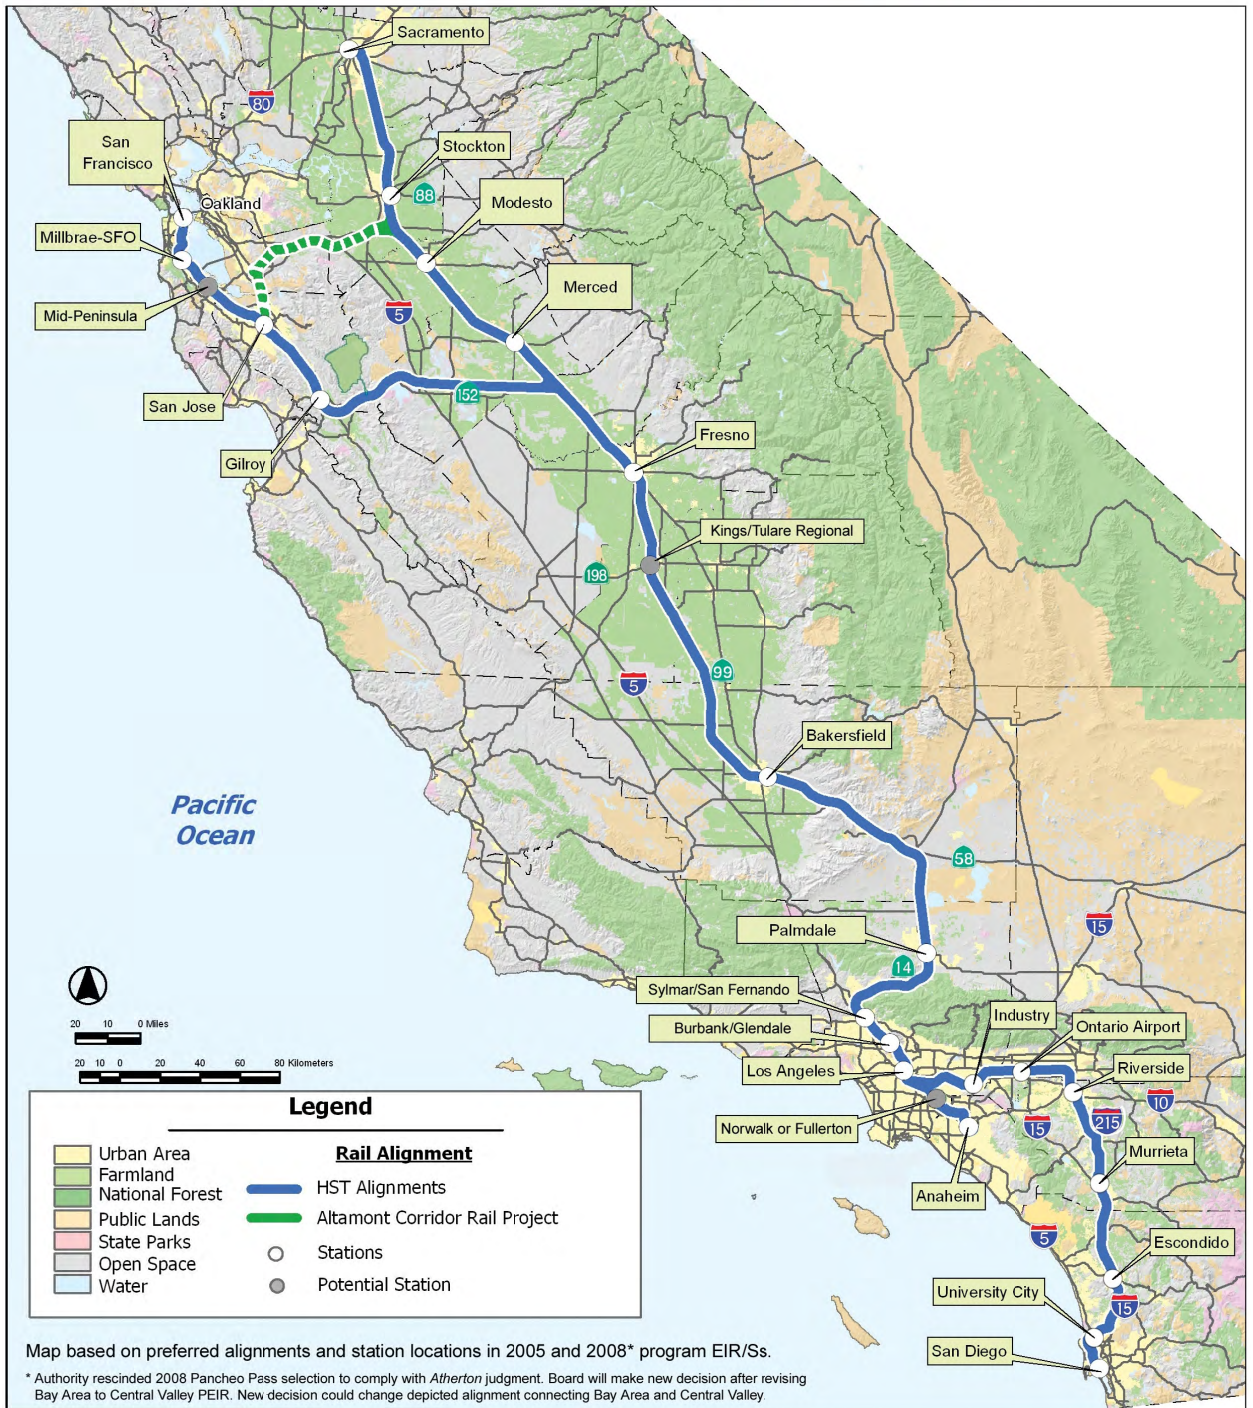 Sacramento
80
San
Francisco
Stockton
88
Modesto
Oakland
Millbrae-SFO
Merced
Mid-Peninsula
5
152
San Jose
Fresno
Gilroy
Kings/Tulare Regional
198
99
5
Bakersfield
Pacific
Ocean
58
15
Palmdale
14
Sylmar/San Fernando
Industry
Ontario Airport
Burbank/Glendale
Los Angeles
Riverside
10
Norwalk or Fullerton
15
215
Murrieta
Anaheim
5
Escondido
University City
15
San Diego
20 10 0 Miles
20 10 0 20 40 60 80 Kilometers
Legend
Urban Area
Farmland
National Forest
Public Lands
State Parks
Open Space
Water
Rail Alignment
HST Alignments
Altamont Corridor Rail Project
Stations
Potential Station
Map based on preferred alignments and station locations in 2005 and 2008* program EIR/Ss.
* Authority rescinded 2008 Pancheo Pass selection to comply with Atherton judgment. Board will make new decision after revising
Bay Area to Central Valley PEIR. New decision could change depicted alignment connecting Bay Area and Central Valley.